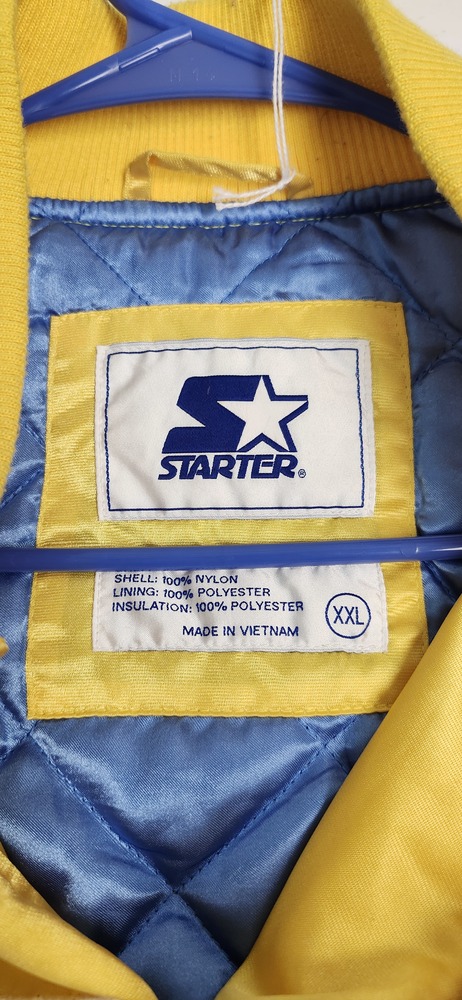 STARTER®
SHELL: 100% NYLON
LINING: 100% POLYESTER
INSULATION: 100% POLYESTER
XXL
MADE IN VIETNAM